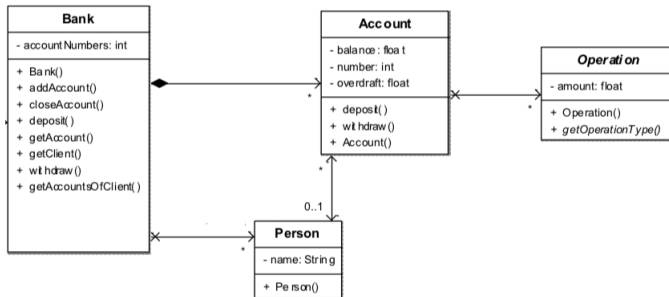 Bank
- accountNumbers: int
+ Bank()
+ addAccount()
+ closeAccount()
+ deposit()
+ getAccount()
+ getClient()
+ withdraw()
+ getAccountsOfClient()
Account
- balance: float
- number: int
- overdraft: float
+ deposit()
+ withdraw()
+ Account()
Operation
- amount: float
+ Operation()
+ getOperationType()
*
*
*
0..1
*
Person
- name: String
+ Person()